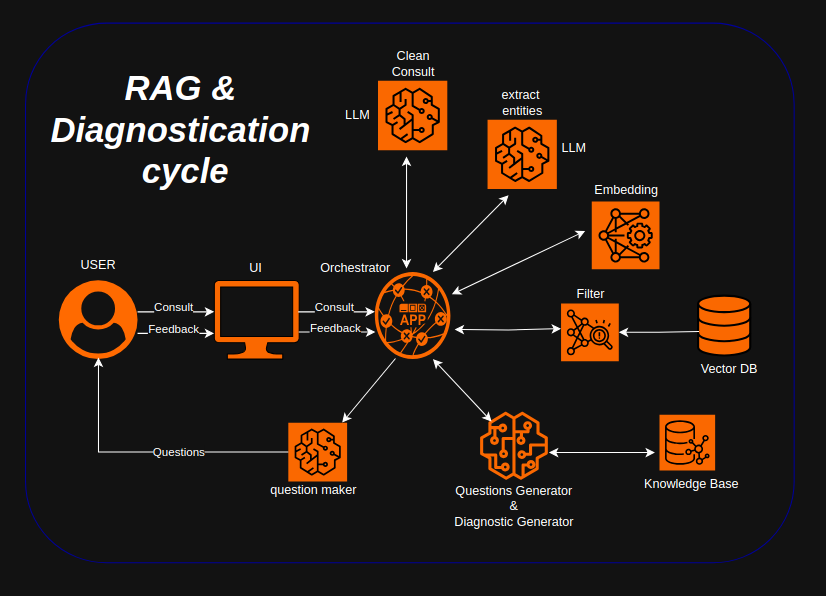 RAG &
Diagnostication
cycle
Clean
Consult
LLM
extract
entities
LLM
Embedding
USER
UI
Orchestrator
Filter
Consult
Feedback
Consult
Feedback
APP
Vector DB
Questions
question maker
Questions Generator
&
Diagnostic Generator
Knowledge Base